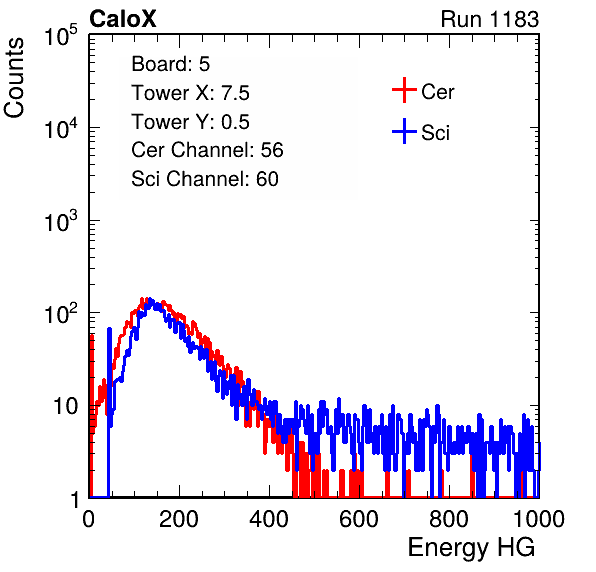 CaloX Run 1183
Counts
Board: 5
Tower X: 7.5
Tower Y: 0.5
Cer Channel: 56
Sci Channel: 60
Cer
Sci
10^5
10^4
10^3
10^2
10
1
0 200 400 600 800 1000
Energy HG